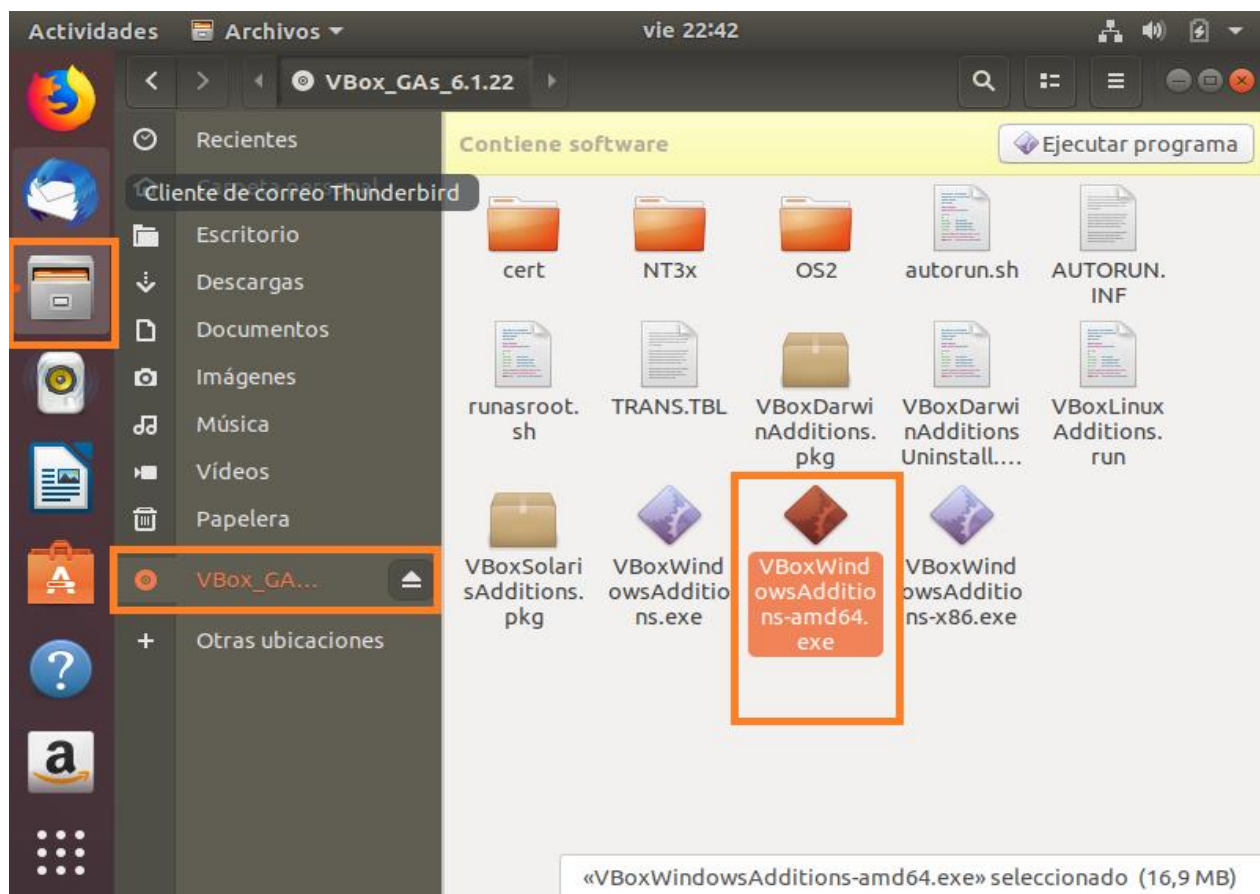 Actividades Archivos vie 22:42
VBox_GAs_6.1.22
Recientes
Cliente de correo Thunderbird
Escritorio
Descargas
Documentos
Imágenes
Música
Vídeos
Papelera
VBox_GA...
Otras ubicaciones
Contiene software Ejecutar programa
cert
NT3x
OS2
autorun.sh
AUTORUN.
INF
runasroot.
sh
TRANS.TBL
VBoxDarwi
nAdditions.
pkg
VBoxDarwi
nAdditions
Uninstall....
VBoxLinux
Additions.
run
VBoxSolari
sAdditions.
pkg
VBoxWind
owsAdditio
ns.exe
VBoxWind
owsAdditio
ns-amd64.
exe
VBoxWind
owsAdditio
ns-x86.exe
«VBoxWindowsAdditions-amd64.exe» seleccionado (16,9 MB)